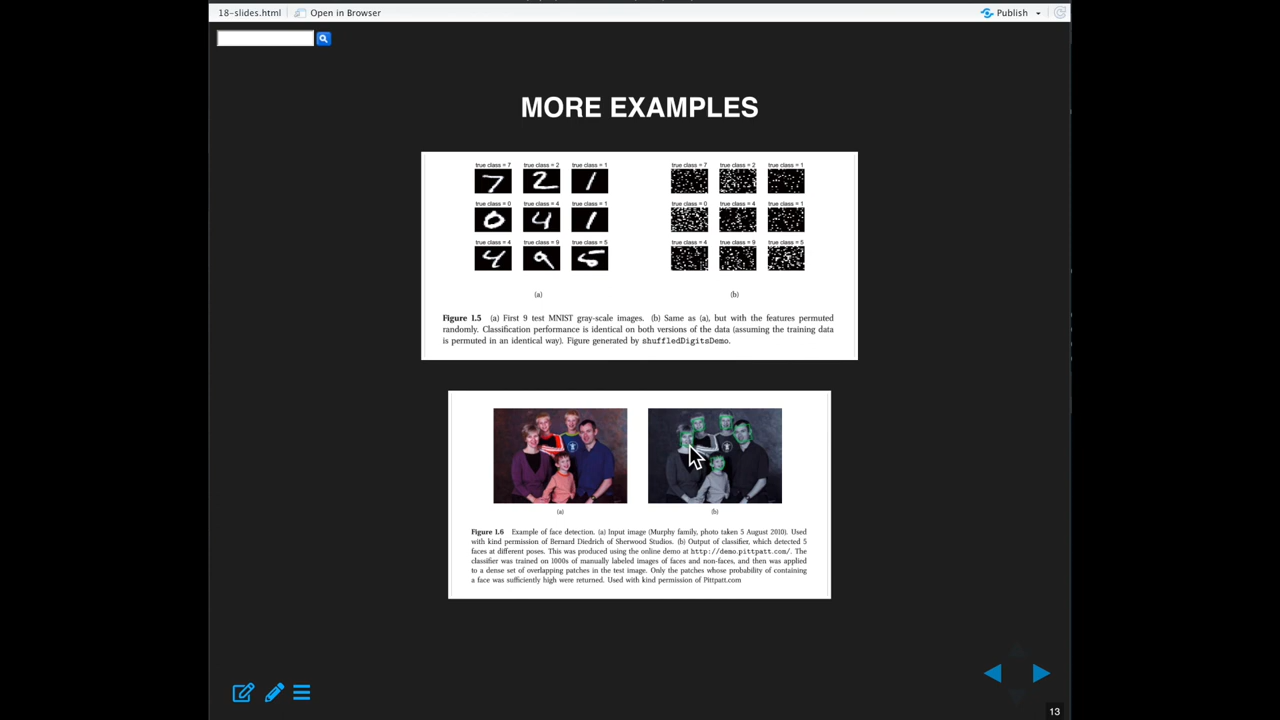 18-slides.html
Open in Browser
Publish
MORE EXAMPLES
true class = 7 true class = 2 true class = 1
true class = 0 true class = 4 true class = 1
true class = 4 true class = 9 true class = 5
7 2 1
0 4 1
4 9 5
(a)
true class = 7 true class = 2 true class = 1
true class = 0 true class = 4 true class = 1
true class = 4 true class = 9 true class = 5
(b)
Figure 1.5 (a) First 9 test MNIST gray-scale images. (b) Same as (a), but with the features permuted
randomly. Classification performance is identical on both versions of the data (assuming the training data
is permuted in an identical way). Figure generated by shuffledDigitsDemo.
(a)
(b)
Figure 1.6 Example of face detection. (a) Input image (Murphy family, photo taken 5 August 2010). Used
with kind permission of Bernard Diedrich of Sherwood Studios. (b) Output of classifier, which detected 5
faces at different poses. This was produced using the online demo at http://demo.pittpatt.com/. The
classifier was trained on 1000s of manually labeled images of faces and non-faces, and then was applied
to a dense set of overlapping patches in the test image. Only the patches whose probability of containing
a face was sufficiently high were returned. Used with kind permission of Pittpatt.com
13